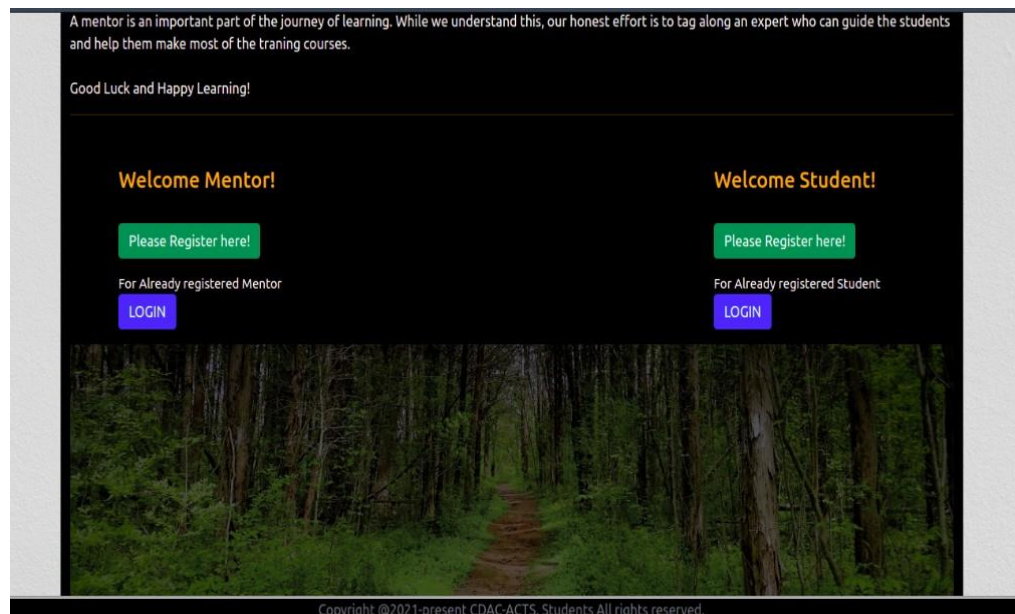 A mentor is an important part of the journey of learning. While we understand this, our honest effort is to tag along an expert who can guide the students
and help them make most of the traning courses.
Good Luck and Happy Learning!
Welcome Mentor!
Please Register here!
For Already registered Mentor
LOGIN
Welcome Student!
Please Register here!
For Already registered Student
LOGIN
Copyright @2021-present CDAC-ACTS, Students All rights reserved.